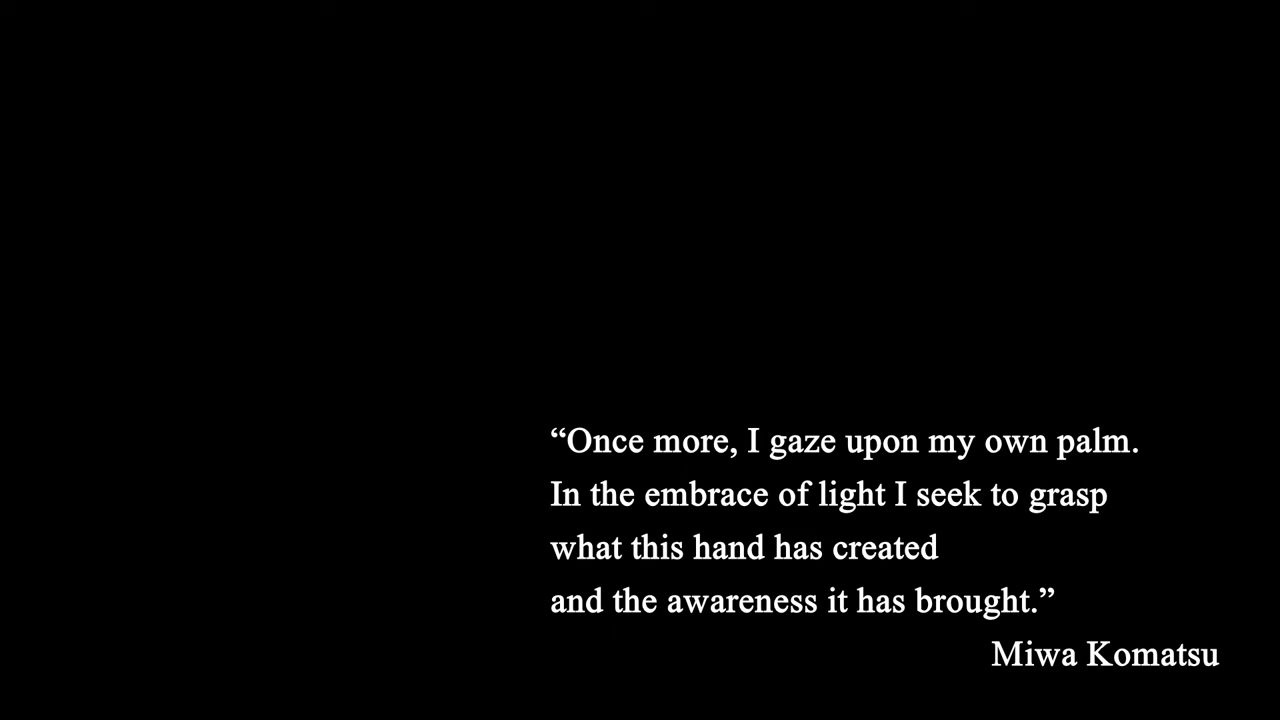 “Once more, I gaze upon my own palm.
In the embrace of light I seek to grasp
what this hand has created
and the awareness it has brought.”
Miwa Komatsu